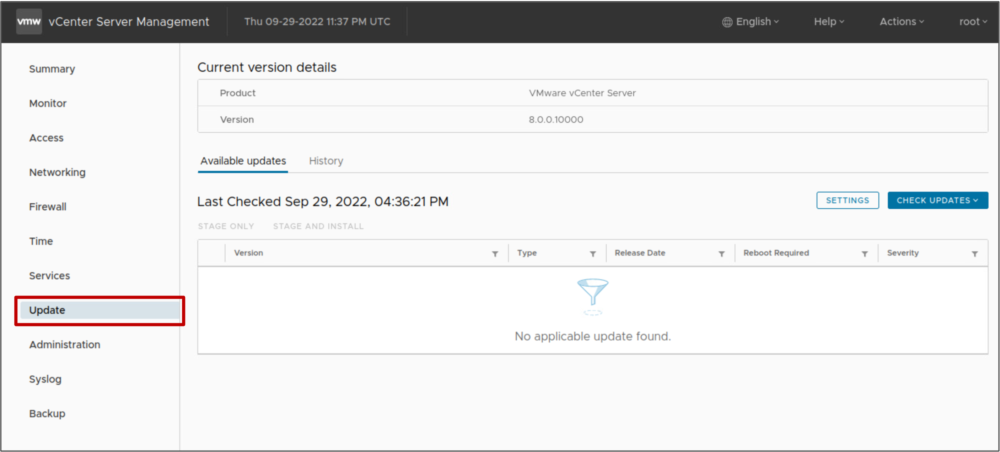 vmw vCenter Server Management Thu 09-29-2022 11:37 PM UTC English Help Actions root
Summary
Monitor
Access
Networking
Firewall
Time
Services
Update
Administration
Syslog
Backup
Current version details
Product VMware vCenter Server
Version 8.0.0.10000
Available updates History
Last Checked Sep 29, 2022, 04:36:21 PM SETTINGS CHECK UPDATES
STAGE ONLY STAGE AND INSTALL
Version Type Release Date Reboot Required Severity
No applicable update found.